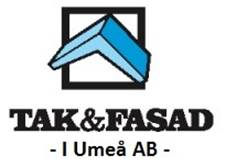 TAK&FASAD
- I Umeå AB -